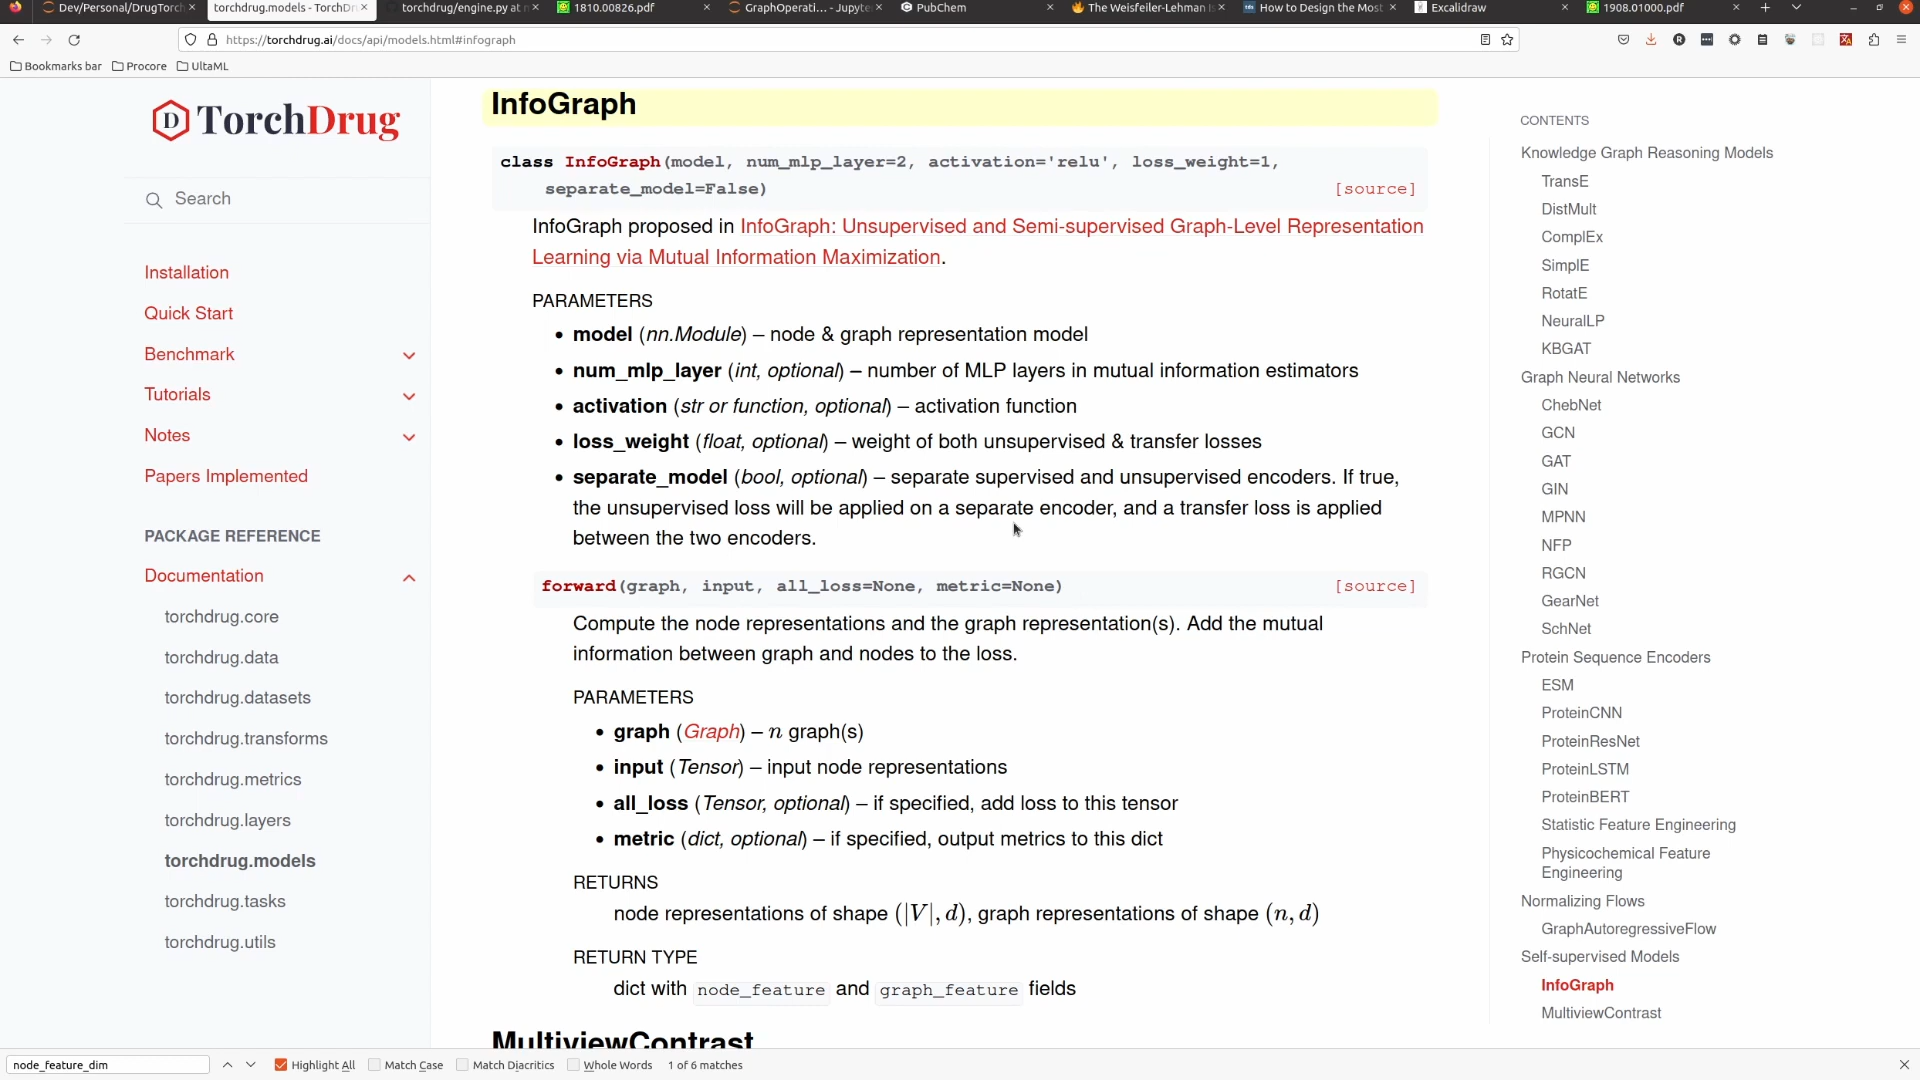 Dev/Personal/DrugTorch
torchdrug.models - TorchDr
torchdrug/engine.py at m
1810.00826.pdf
GraphOperati… - Jupyter
PubChem
The Weisfeiler-Lehman Is
How to Design the Most
Excalidraw
1908.01000.pdf
https://torchdrug.ai/docs/api/models.html#infograph
Bookmarks bar
Procore
UltaML
TorchDrug
Search
Installation
Quick Start
Benchmark
Tutorials
Notes
Papers Implemented
PACKAGE REFERENCE
Documentation
torchdrug.core
torchdrug.data
torchdrug.datasets
torchdrug.transforms
torchdrug.metrics
torchdrug.layers
torchdrug.models
torchdrug.tasks
torchdrug.utils
InfoGraph
class InfoGraph(model, num_mlp_layer=2, activation='relu', loss_weight=1,
separate_model=False) [source]
InfoGraph proposed in InfoGraph: Unsupervised and Semi-supervised Graph-Level Representation
Learning via Mutual Information Maximization.
PARAMETERS
• model (nn.Module) – node & graph representation model
• num_mlp_layer (int, optional) – number of MLP layers in mutual information estimators
• activation (str or function, optional) – activation function
• loss_weight (float, optional) – weight of both unsupervised & transfer losses
• separate_model (bool, optional) – separate supervised and unsupervised encoders. If true,
the unsupervised loss will be applied on a separate encoder, and a transfer loss is applied
between the two encoders.
forward(graph, input, all_loss=None, metric=None) [source]
Compute the node representations and the graph representation(s). Add the mutual
information between graph and nodes to the loss.
PARAMETERS
• graph (Graph) – n graph(s)
• input (Tensor) – input node representations
• all_loss (Tensor, optional) – if specified, add loss to this tensor
• metric (dict, optional) – if specified, output metrics to this dict
RETURNS
node representations of shape (|V|, d), graph representations of shape (n, d)
RETURN TYPE
dict with node_feature and graph_feature fields
MultiviewContrast
CONTENTS
Knowledge Graph Reasoning Models
TransE
DistMult
ComplEx
SimplE
RotatE
NeuralLP
KBGAT
Graph Neural Networks
ChebNet
GCN
GAT
GIN
MPNN
NFP
RGCN
GearNet
SchNet
Protein Sequence Encoders
ESM
ProteinCNN
ProteinResNet
ProteinLSTM
ProteinBERT
Statistic Feature Engineering
Physicochemical Feature
Engineering
Normalizing Flows
GraphAutoregressiveFlow
Self-supervised Models
InfoGraph
MultiviewContrast
node_feature_dim
Highlight All
Match Case
Match Diacritics
Whole Words
1 of 6 matches